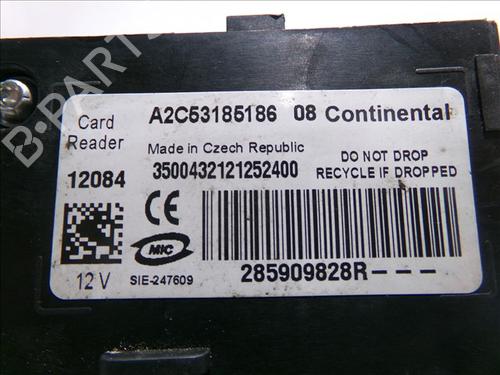 B-PARTS
Card Reader
A2C53185186 08 Continental
Made in Czech Republic
12084
3500432121252400
DO NOT DROP
RECYCLE IF DROPPED
CE
MIC
12 V
SIE-247609
285909828R---